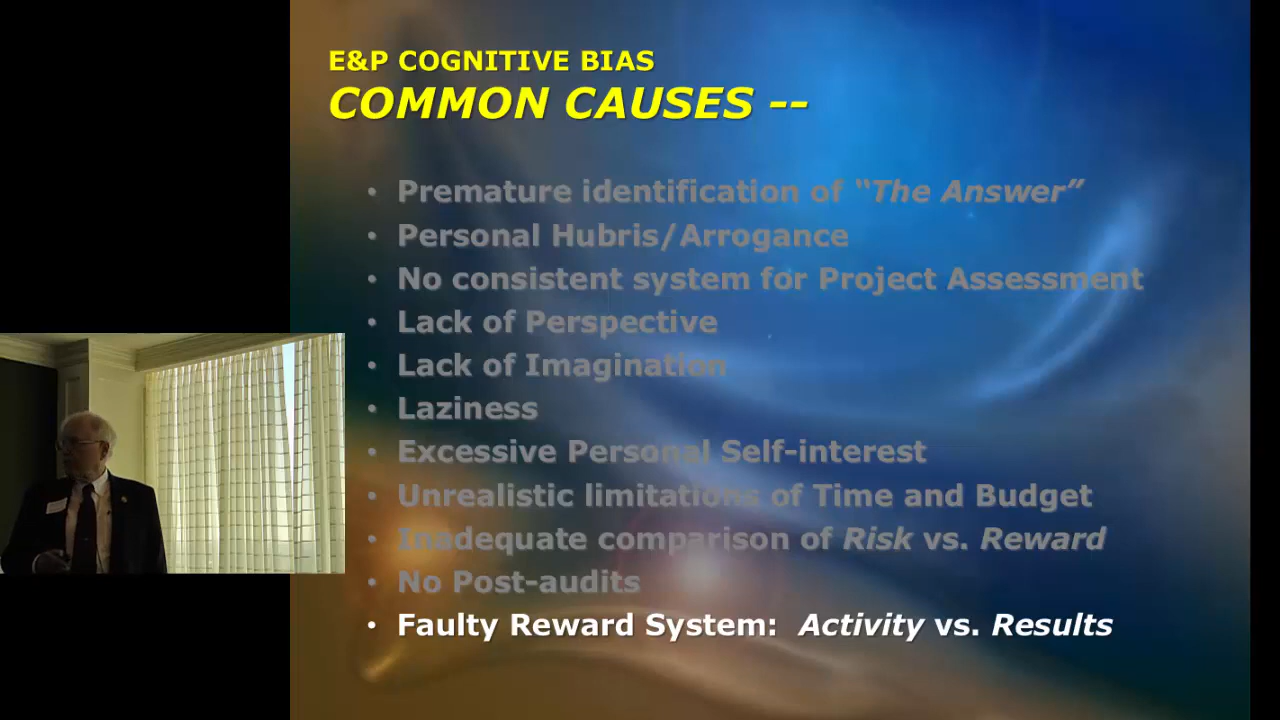 E&P COGNITIVE BIAS
COMMON CAUSES --
• Premature identification of “The Answer”
• Personal Hubris/Arrogance
• No consistent system for Project Assessment
• Lack of Perspective
• Lack of Imagination
• Laziness
• Excessive Personal Self-interest
• Unrealistic limitations of Time and Budget
• Inadequate comparison of Risk vs. Reward
• No Post-audits
• Faulty Reward System: Activity vs. Results